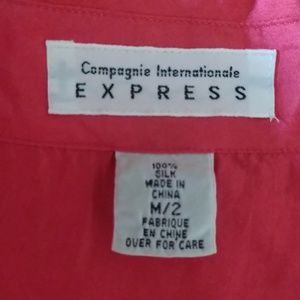 Compagnie Internationale
EXPRESS
100%
SILK
MADE IN
CHINA
M/2
FABRIQUE
EN CHINE
OVER FOR CARE